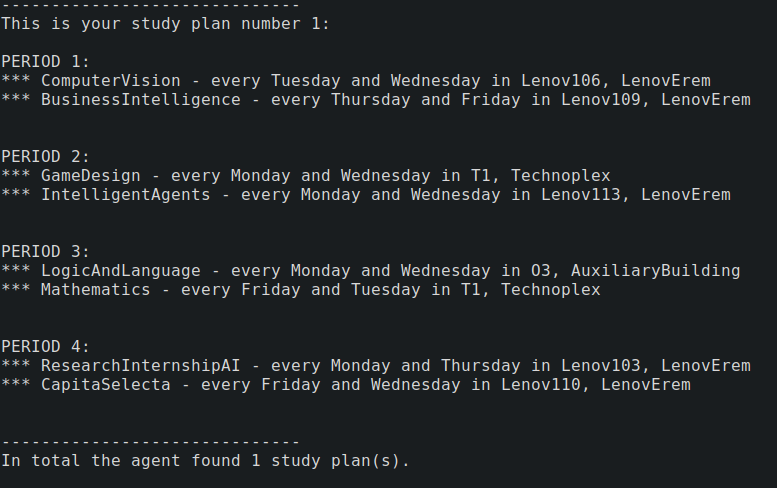 ------------------------------
This is your study plan number 1:
PERIOD 1:
*** ComputerVision - every Tuesday and Wednesday in Lenov106, LenovErem
*** BusinessIntelligence - every Thursday and Friday in Lenov109, LenovErem
PERIOD 2:
*** GameDesign - every Monday and Wednesday in T1, Technoplex
*** IntelligentAgents - every Monday and Wednesday in Lenov113, LenovErem
PERIOD 3:
*** LogicAndLanguage - every Monday and Wednesday in O3, AuxiliaryBuilding
*** Mathematics - every Friday and Tuesday in T1, Technoplex
PERIOD 4:
*** ResearchInternshipAI - every Monday and Thursday in Lenov103, LenovErem
*** CapitaSelecta - every Friday and Wednesday in Lenov110, LenovErem
------------------------------
In total the agent found 1 study plan(s).